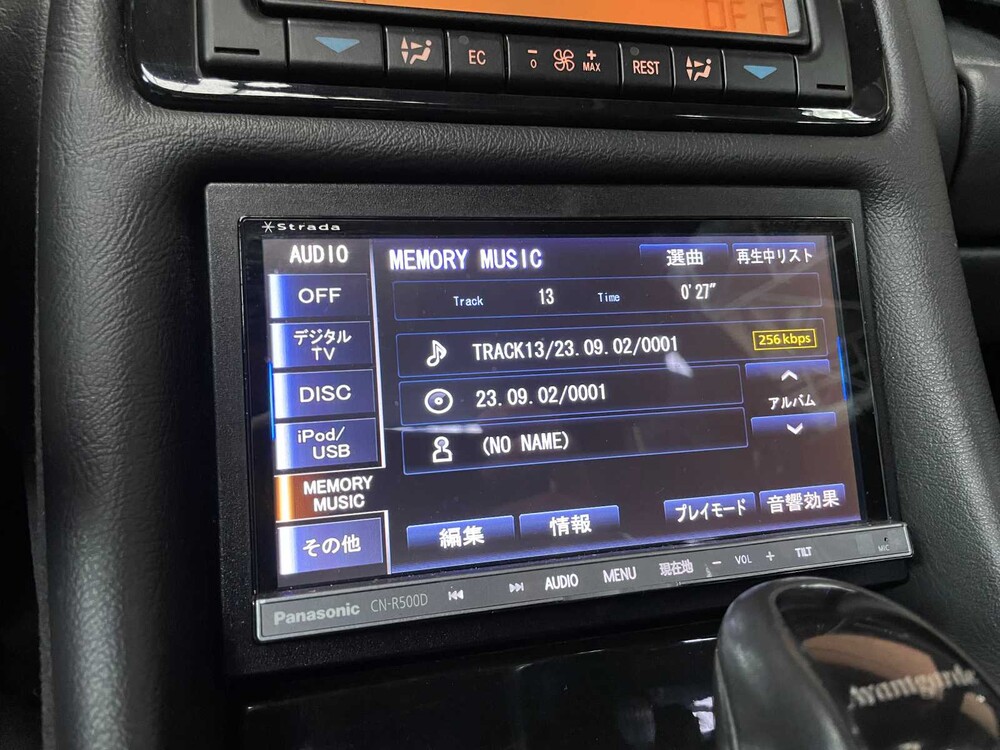 OFF
EC
− 0 + MAX
REST
Strada
AUDIO
MEMORY MUSIC
選曲
再生中リスト
OFF
Track 13 Time 0'27"
デジタル
TV
TRACK13/23.09.02/0001
256kbps
DISC
23.09.02/0001
アルバム
iPod/
USB
(NO NAME)
MEMORY
MUSIC
その他
編集
情報
プレイモード
音響効果
Panasonic CN-R500D
AUDIO MENU 現在地 − VOL + TILT
MIC
Avantgarde